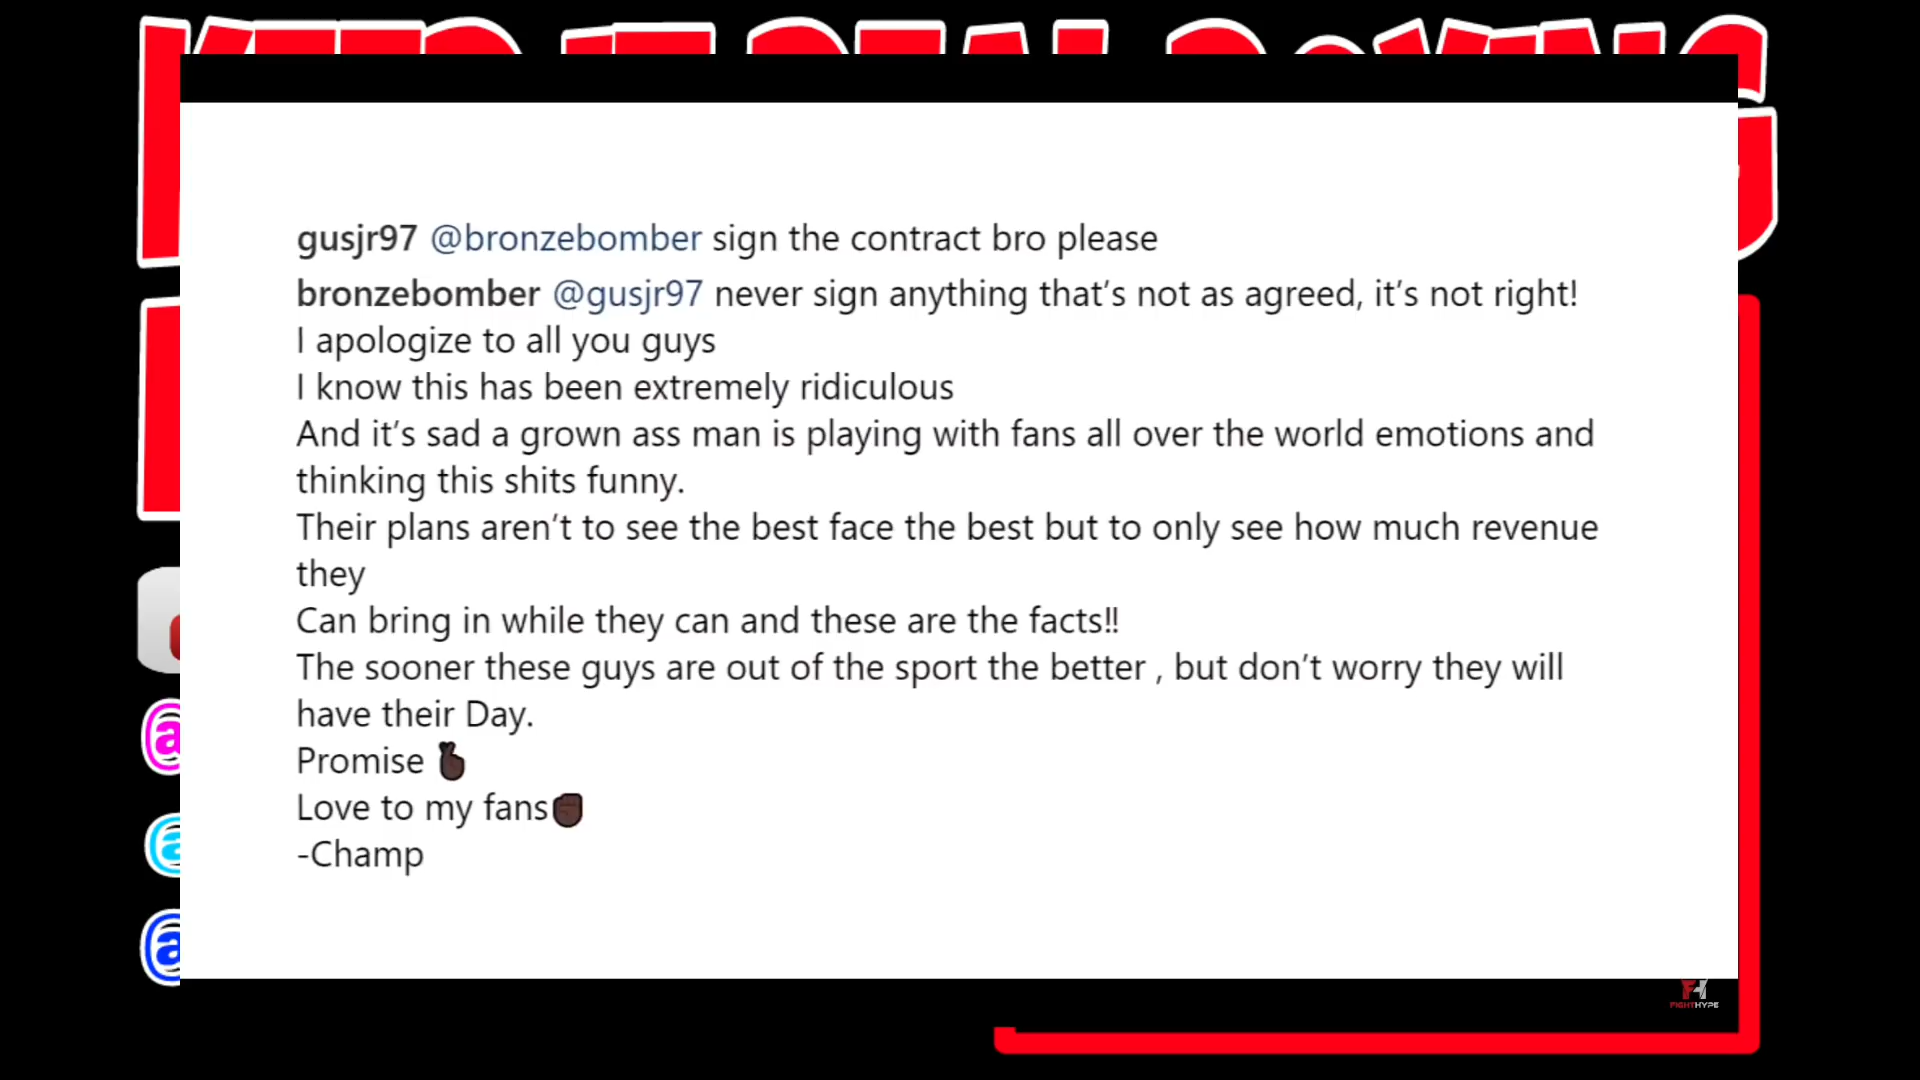 KEEP IT REAL BOXING
gusjr97 @bronzebomber sign the contract bro please
bronzebomber @gusjr97 never sign anything that’s not as agreed, it’s not right!
I apologize to all you guys
I know this has been extremely ridiculous
And it’s sad a grown ass man is playing with fans all over the world emotions and
thinking this shits funny.
Their plans aren’t to see the best face the best but to only see how much revenue
they
Can bring in while they can and these are the facts!!
The sooner these guys are out of the sport the better , but don’t worry they will
have their Day.
Promise
Love to my fans
-Champ
@
@
@
FIGHTHYPE